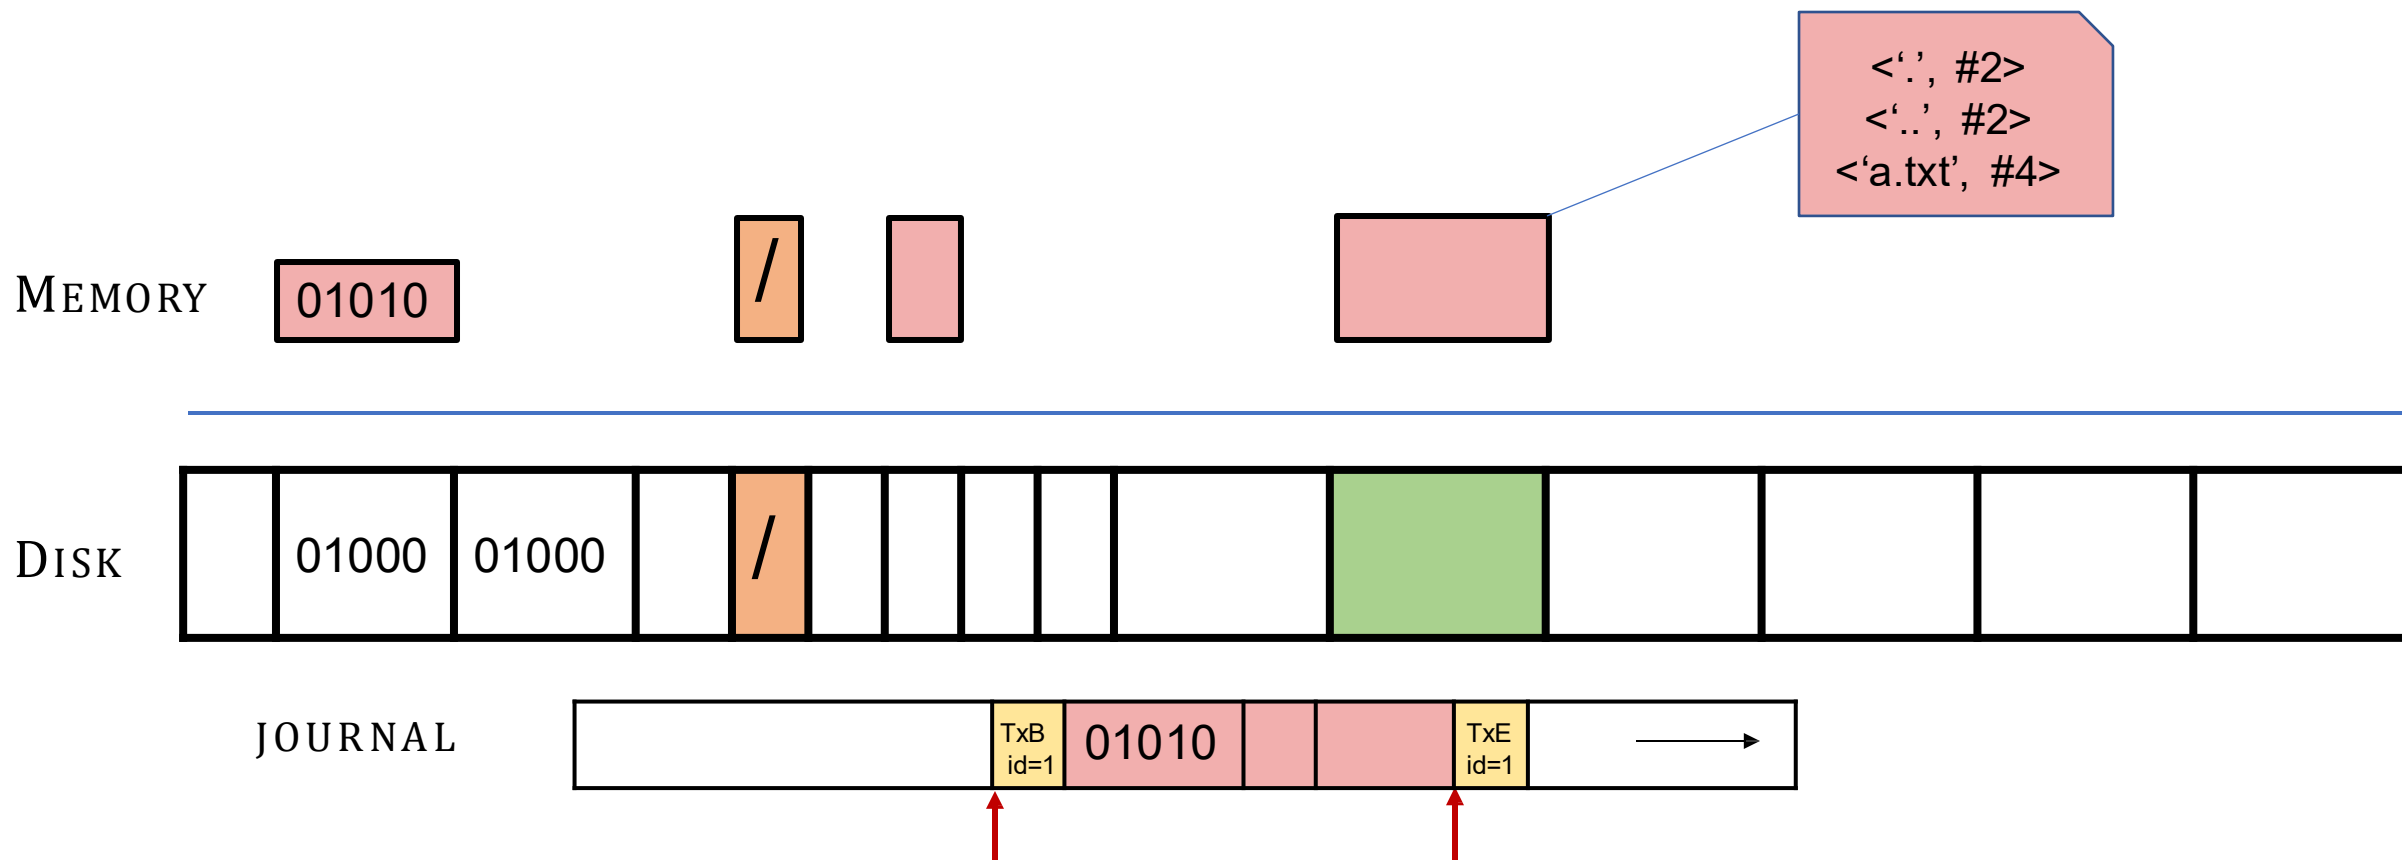 <‘.’, #2>
<‘..’, #2>
<‘a.txt’, #4>
MEMORY
01010
/
DISK
01000
01000
/
JOURNAL
TxB
id=1
01010
TxE
id=1